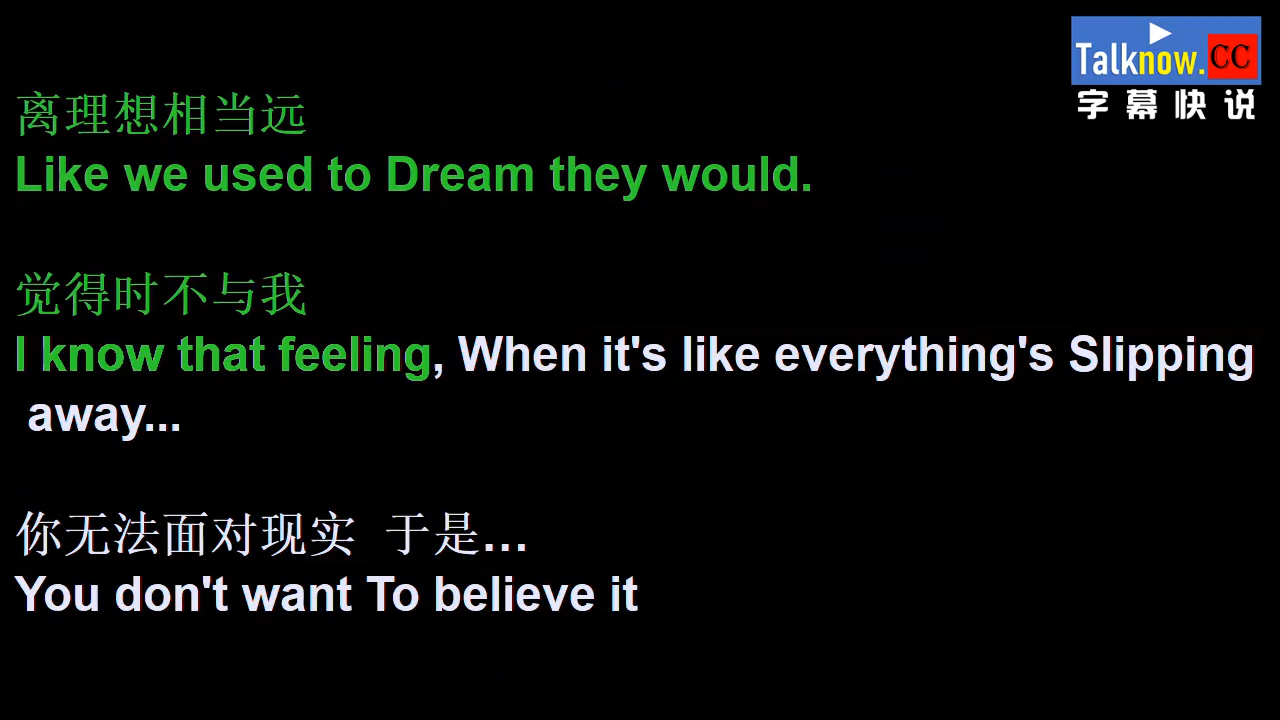 Talknow.CC
字幕快说
离理想相当远
Like we used to Dream they would.
觉得时不与我
I know that feeling, When it's like everything's Slipping
away...
你无法面对现实 于是...
You don't want To believe it